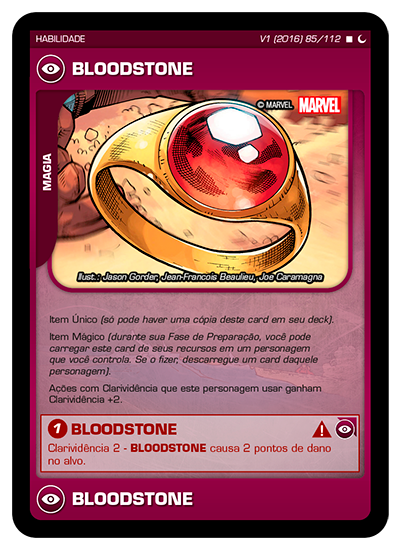 HABILIDADE
V1 (2016) 85/112
BLOODSTONE
© MARVEL MARVEL
MAGIA
Ilust.: Jason Gorder, Jean-Francois Beaulieu, Joe Caramagna
Item Único (só pode haver uma cópia deste card em seu deck).
Item Mágico (durante sua Fase de Preparação, você pode
carregar este card de seus recursos em um personagem
que você controla. Se o fizer, descarregue um card daquele
personagem).
Ações com Clarividência que este personagem usar ganham
Clarividência +2.
1 BLOODSTONE
Clarividência 2 - BLOODSTONE causa 2 pontos de dano
no alvo.
BLOODSTONE